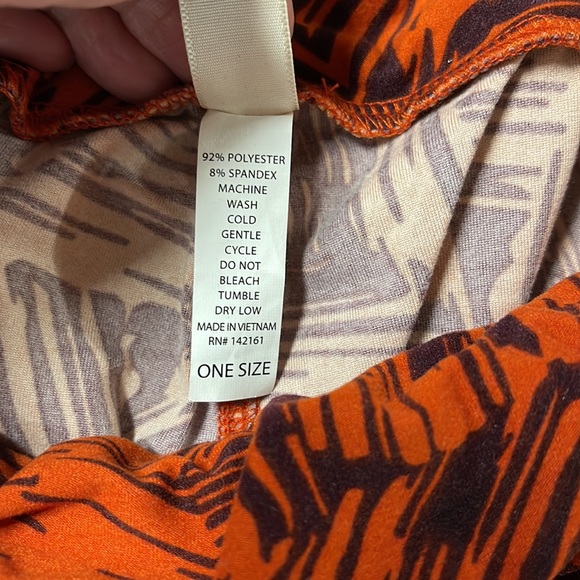 92% POLYESTER
8% SPANDEX
MACHINE
WASH
COLD
GENTLE
CYCLE
DO NOT
BLEACH
TUMBLE
DRY LOW
MADE IN VIETNAM
RN# 142161
ONE SIZE